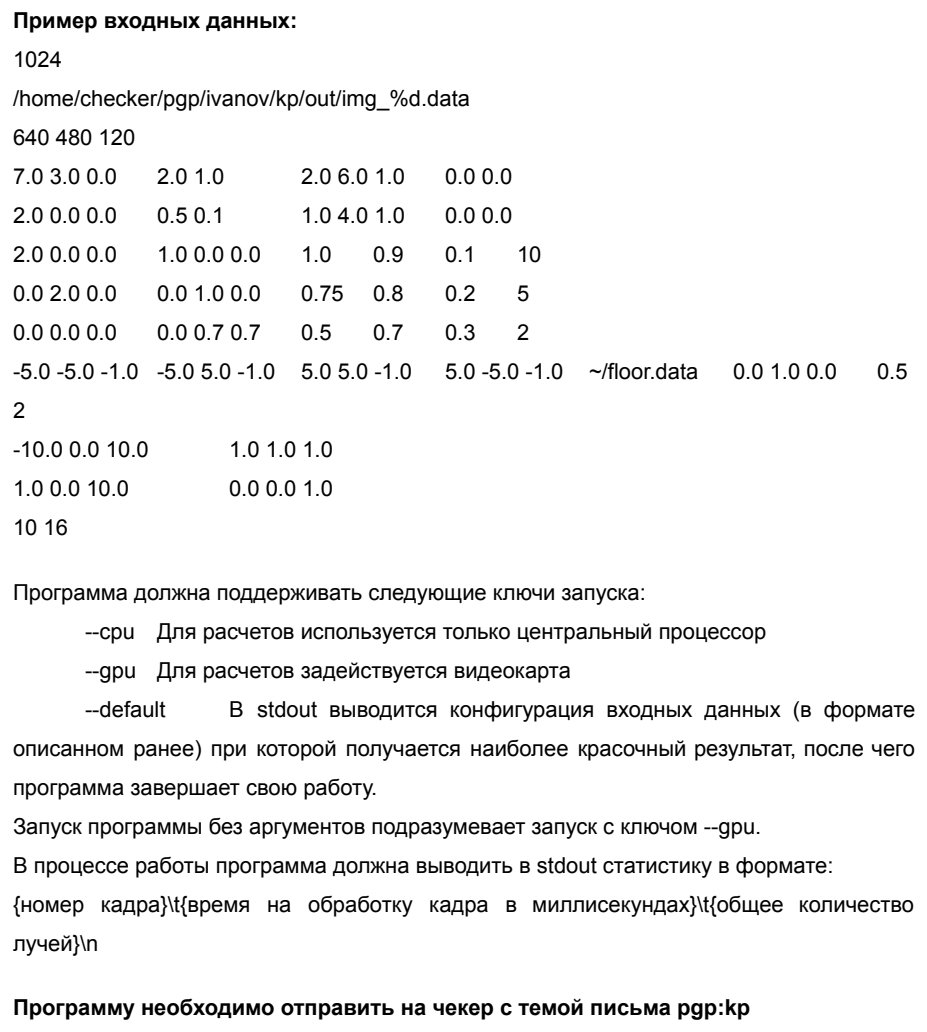 Пример входных данных:
1024
/home/checker/pgp/ivanov/kp/out/img_%d.data
640 480 120
7.0 3.0 0.0 2.0 1.0 2.0 6.0 1.0 0.0 0.0
2.0 0.0 0.0 0.5 0.1 1.0 4.0 1.0 0.0 0.0
2.0 0.0 0.0 1.0 0.0 0.0 1.0 0.9 0.1 10
0.0 2.0 0.0 0.0 1.0 0.0 0.75 0.8 0.2 5
0.0 0.0 0.0 0.0 0.7 0.7 0.5 0.7 0.3 2
-5.0 -5.0 -1.0 -5.0 5.0 -1.0 5.0 5.0 -1.0 5.0 -5.0 -1.0 ~/floor.data 0.0 1.0 0.0 0.5
2
-10.0 0.0 10.0 1.0 1.0 1.0
1.0 0.0 10.0 0.0 0.0 1.0
10 16
Программа должна поддерживать следующие ключи запуска:
--cpu Для расчетов используется только центральный процессор
--gpu Для расчетов задействуется видеокарта
--default В stdout выводится конфигурация входных данных (в формате
описанном ранее) при которой получается наиболее красочный результат, после чего
программа завершает свою работу.
Запуск программы без аргументов подразумевает запуск с ключом --gpu.
В процессе работы программа должна выводить в stdout статистику в формате:
{номер кадра}\t{время на обработку кадра в миллисекундах}\t{общее количество
лучей}\n
Программу необходимо отправить на чекер с темой письма pgp:kp